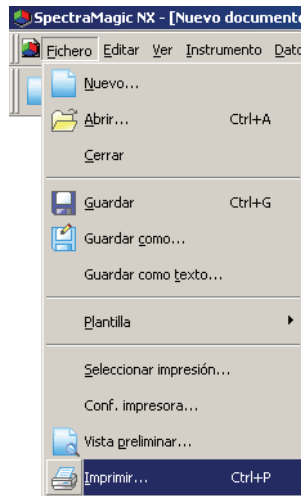 SpectraMagic NX - [Nuevo documento
Fichero Editar Ver Instrumento Dato
Nuevo...
Abrir... Ctrl+A
Cerrar
Guardar Ctrl+G
Guardar como...
Guardar como texto...
Plantilla
Seleccionar impresión...
Conf. impresora...
Vista preliminar...
Imprimir... Ctrl+P